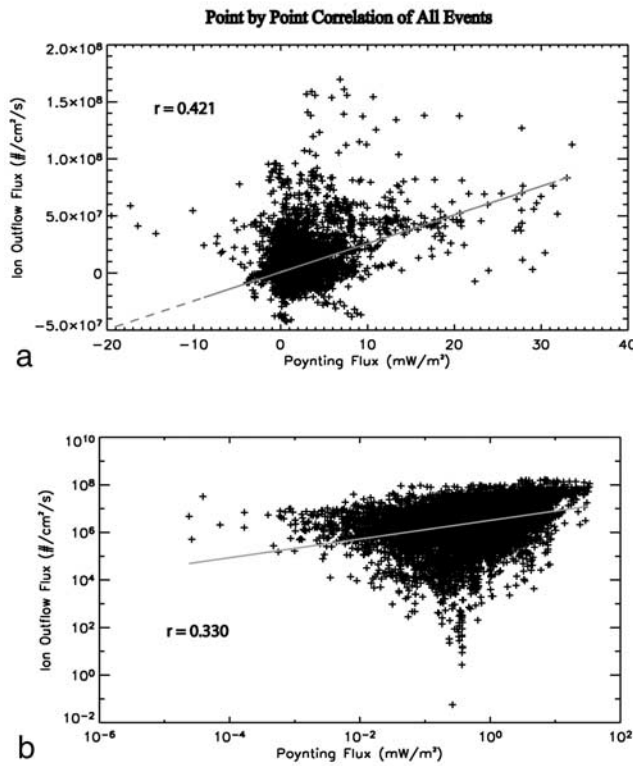 Point by Point Correlation of All Events
2.0×10⁸
1.5×10⁸
1.0×10⁸
5.0×10⁷
0
−5.0×10⁷
Ion Outflow Flux (#/cm²/s)
r = 0.421
−20 −10 0 10 20 30 40
Poynting Flux (mW/m²)
a
10¹⁰
10⁸
10⁶
10⁴
10²
10⁰
10⁻²
Ion Outflow Flux (#/cm²/s)
r = 0.330
10⁻⁶ 10⁻⁴ 10⁻² 10⁰ 10²
Poynting Flux (mW/m²)
b